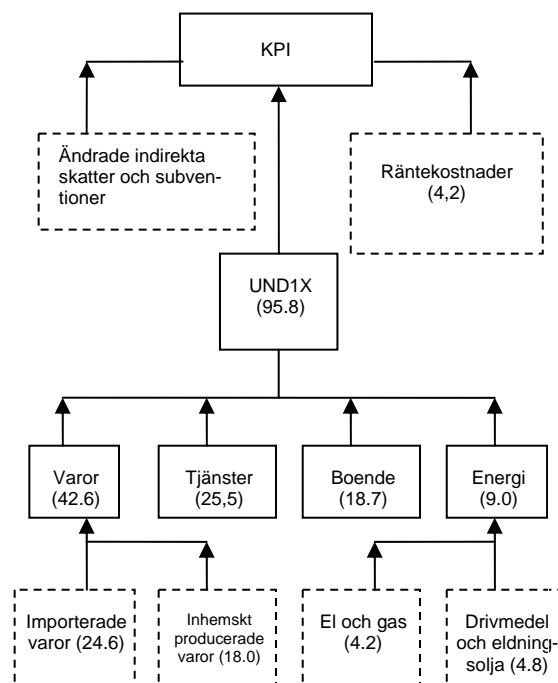 KPI
Ändrade indirekta
skatter och subven-
tioner
Räntekostnader
(4,2)
UND1X
(95.8)
Varor
(42.6)
Tjänster
(25,5)
Boende
(18.7)
Energi
(9.0)
Importerade
varor (24.6)
Inhemskt
producerade
varor (18.0)
El och gas
(4.2)
Drivmedel
och eldning-
solja (4.8)